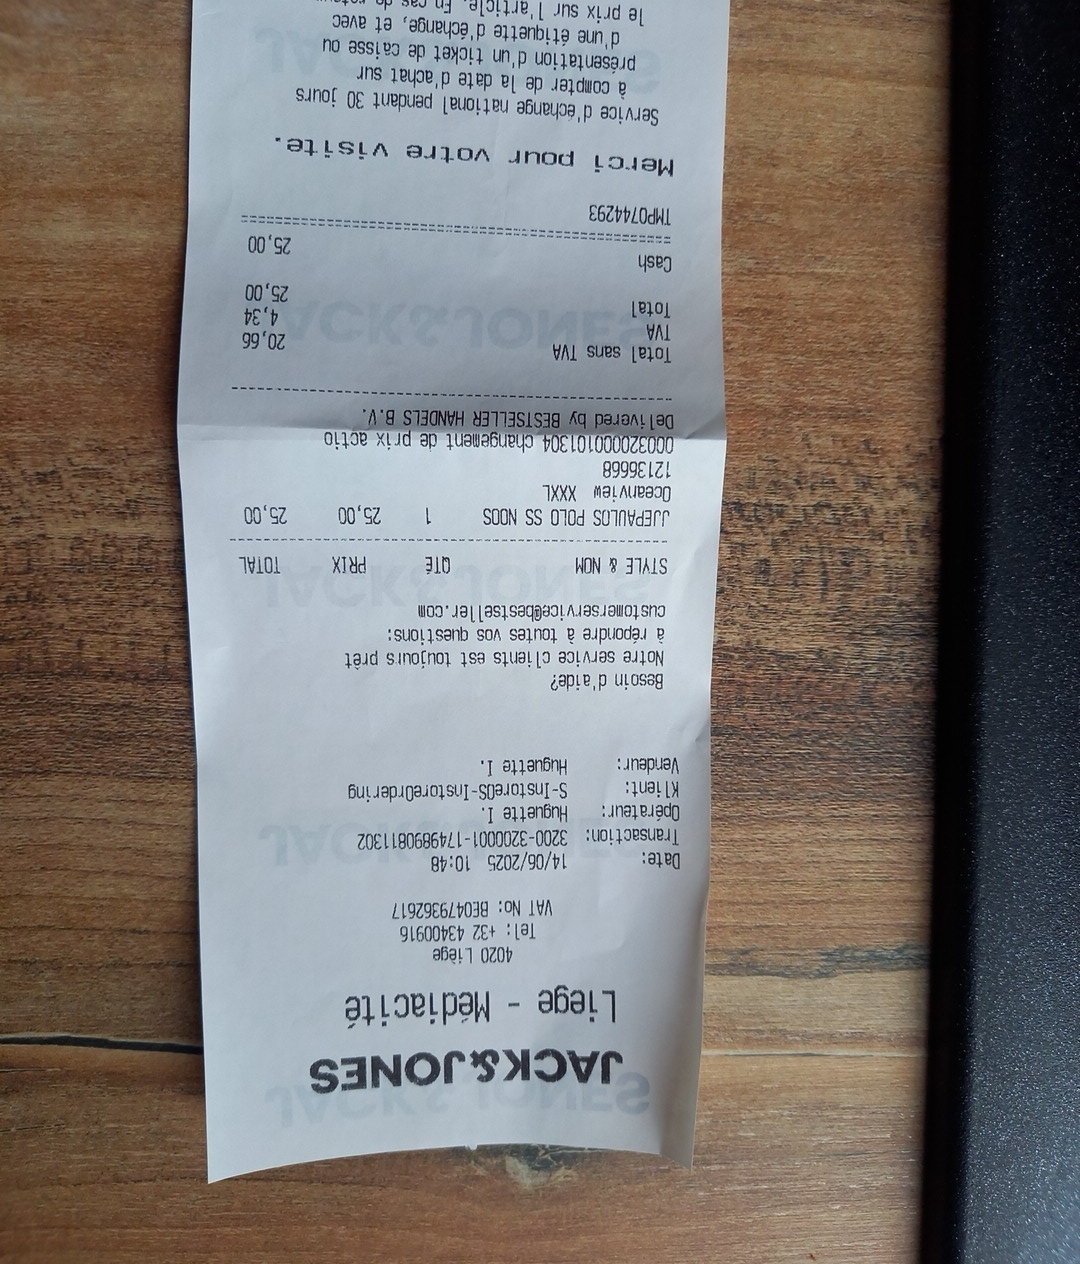 JACK&JONES
Liege - Médiacité
4020 Liège
Tel: +32 43400916
VAT No: BE0479362617
Date: 14/06/2025 10:48
Transaction: 3200-3200001-1749890811302
Opérateur: Huguette I.
Klient: S-InstoreOS-InstoreOrdering
Vendeur: Huguette I.
Besoin d'aide?
Notre service clients est toujours prêt
à répondre à toutes vos questions:
customerservice@bestseller.com
STYLE & NOM QTÉ PRIX TOTAL
JJEPAULOS POLO SS NOOS 1 25,00 25,00
Oceanview XXXL
12136668
00032000010​1304 changement de prix actio
Delivered by BESTSELLER HANDELS B.V.
Total sans TVA 20,66
TVA 4,34
Total 25,00
Cash 25,00
TMP0744293
Merci pour votre visite.
Service d'échange national pendant 30 jours
à compter de la date d'achat sur
présentation d'un ticket de caisse ou
d'une étiquette d'échange, et avec
le prix sur l'article. En cas de